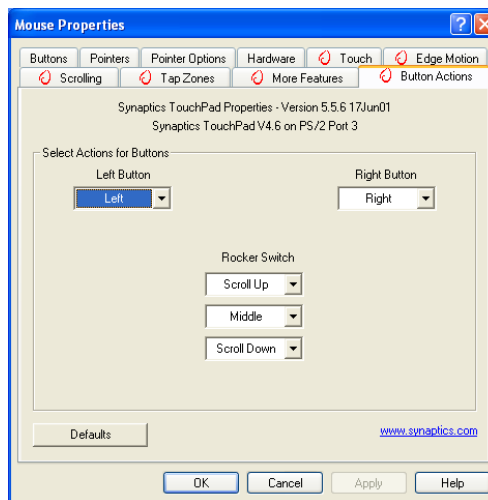 Mouse Properties
Buttons Pointers Pointer Options Hardware Touch Edge Motion
Scrolling Tap Zones More Features Button Actions
Synaptics TouchPad Properties - Version 5.5.6 17Jun01
Synaptics TouchPad V4.6 on PS/2 Port 3
Select Actions for Buttons
Left Button Right Button
Left Right
Rocker Switch
Scroll Up
Middle
Scroll Down
Defaults www.synaptics.com
OK Cancel Apply Help